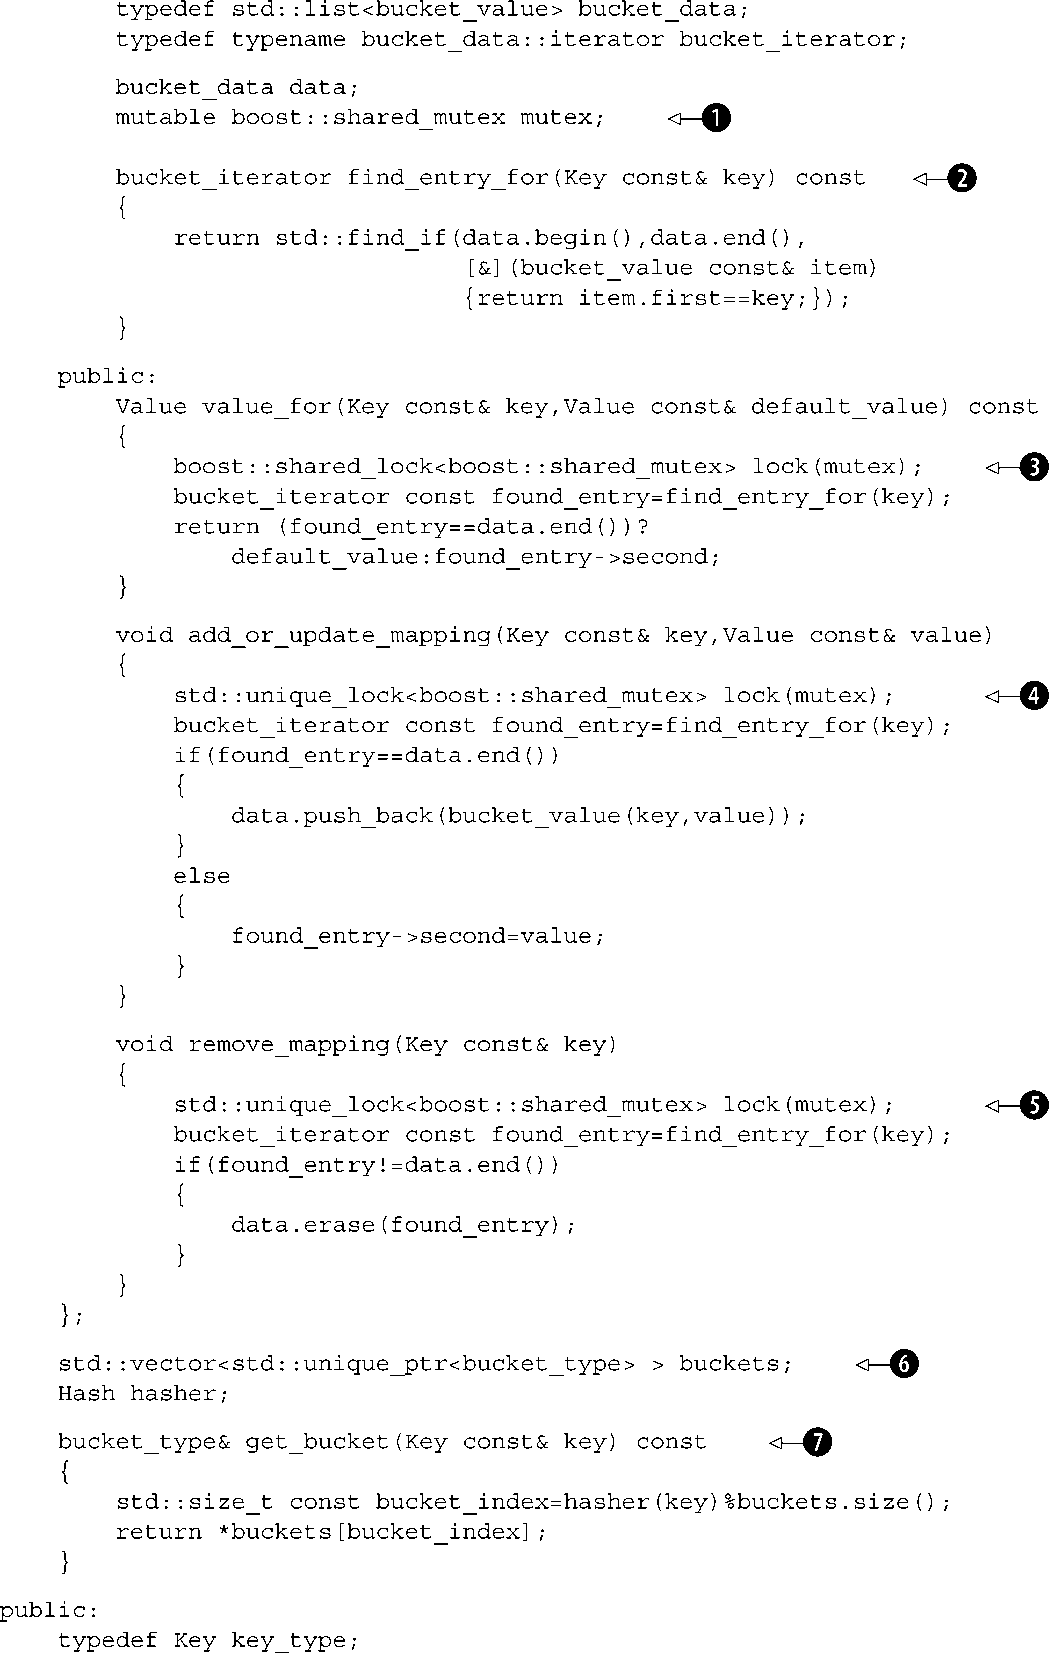 typedef std::list<bucket_value> bucket_data;
typedef typename bucket_data::iterator bucket_iterator;
bucket_data data;
mutable boost::shared_mutex mutex; 1
bucket_iterator find_entry_for(Key const& key) const 2
{
return std::find_if(data.begin(),data.end(),
[&](bucket_value const& item)
{return item.first==key;});
}
public:
Value value_for(Key const& key,Value const& default_value) const
{
boost::shared_lock<boost::shared_mutex> lock(mutex); 3
bucket_iterator const found_entry=find_entry_for(key);
return (found_entry==data.end())?
default_value:found_entry->second;
}
void add_or_update_mapping(Key const& key,Value const& value)
{
std::unique_lock<boost::shared_mutex> lock(mutex); 4
bucket_iterator const found_entry=find_entry_for(key);
if(found_entry==data.end())
{
data.push_back(bucket_value(key,value));
}
else
{
found_entry->second=value;
}
}
void remove_mapping(Key const& key)
{
std::unique_lock<boost::shared_mutex> lock(mutex); 5
bucket_iterator const found_entry=find_entry_for(key);
if(found_entry!=data.end())
{
data.erase(found_entry);
}
}
};
std::vector<std::unique_ptr<bucket_type> > buckets; 6
Hash hasher;
bucket_type& get_bucket(Key const& key) const 7
{
std::size_t const bucket_index=hasher(key)%buckets.size();
return *buckets[bucket_index];
}
public:
typedef Key key_type;